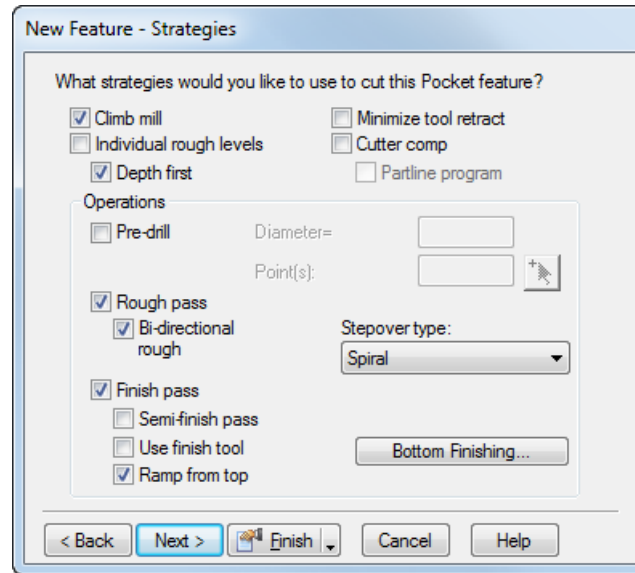 New Feature - Strategies
What strategies would you like to use to cut this Pocket feature?
Climb mill
Minimize tool retract
Individual rough levels
Cutter comp
Depth first
Partline program
Operations
Pre-drill
Diameter=
Point(s):
Rough pass
Bi-directional
rough
Stepover type:
Spiral
Finish pass
Semi-finish pass
Use finish tool
Bottom Finishing...
Ramp from top
< Back
Next >
Finish
Cancel
Help